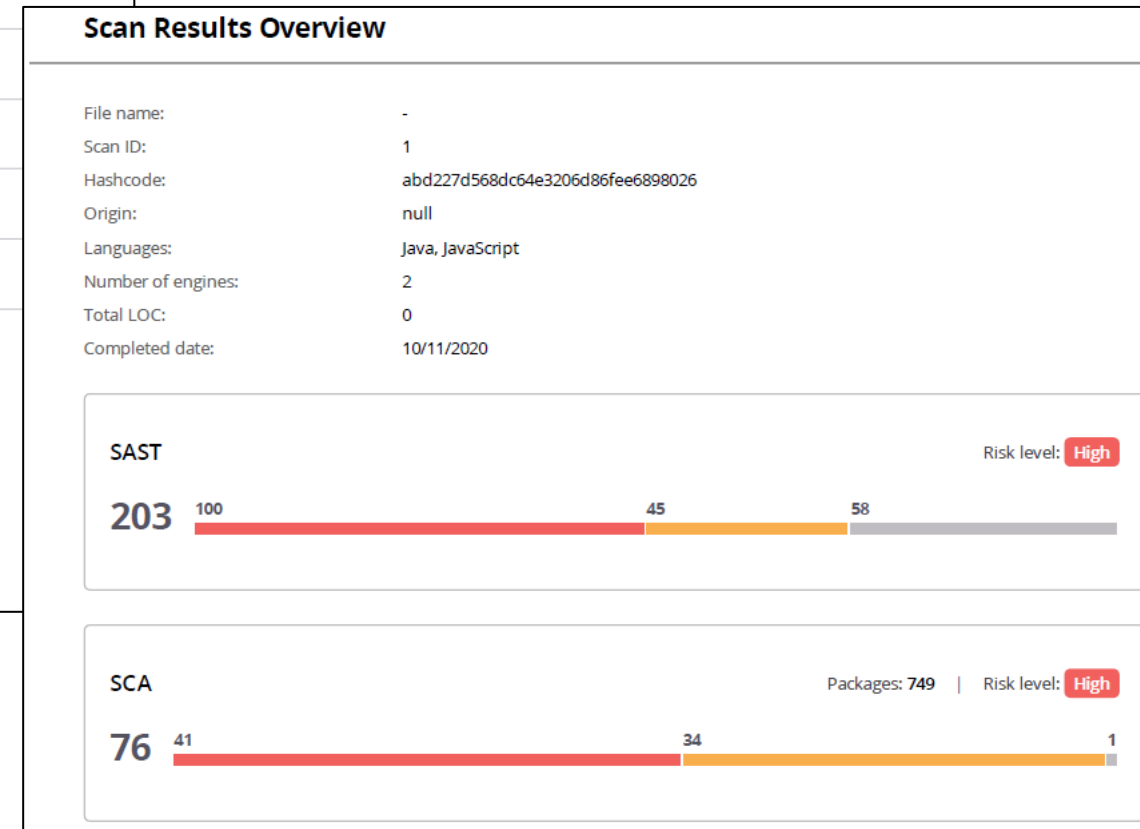 Scan Results Overview
File name: -
Scan ID: 1
Hashcode: abd227d568dc64e3206d86fee6898026
Origin: null
Languages: Java, JavaScript
Number of engines: 2
Total LOC: 0
Completed date: 10/11/2020
SAST Risk level: High
203 100 45 58
SCA Packages: 749 | Risk level: High
76 41 34 1